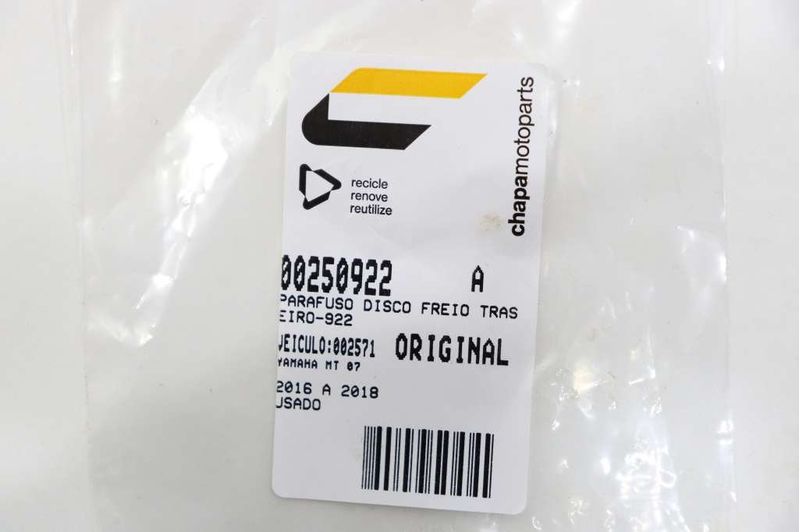 chapamotoparts
recicle
renove
reutilize
00250922 A
PARAFUSO DISCO FREIO TRAS
EIRO-922
VEICULO:002571 ORIGINAL
YAMAHA MT 07
2016 A 2018
USADO